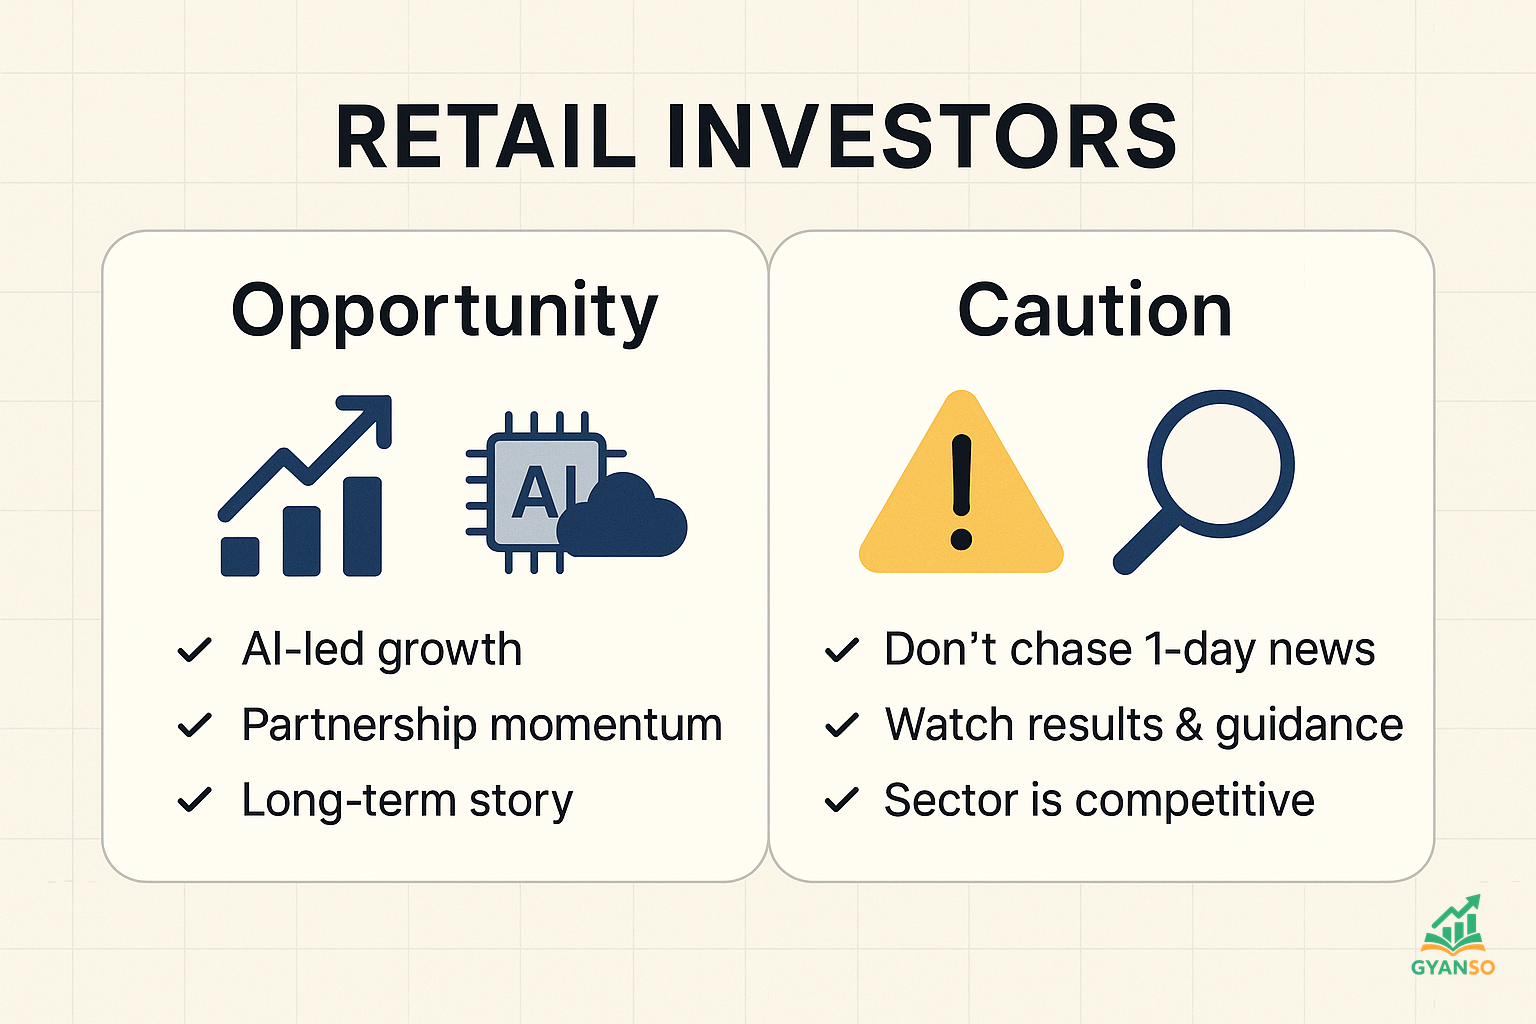 RETAIL INVESTORS
Opportunity
AI
AI-led growth
Partnership momentum
Long-term story
Caution
Don’t chase 1-day news
Watch results & guidance
Sector is competitive
GYANSO